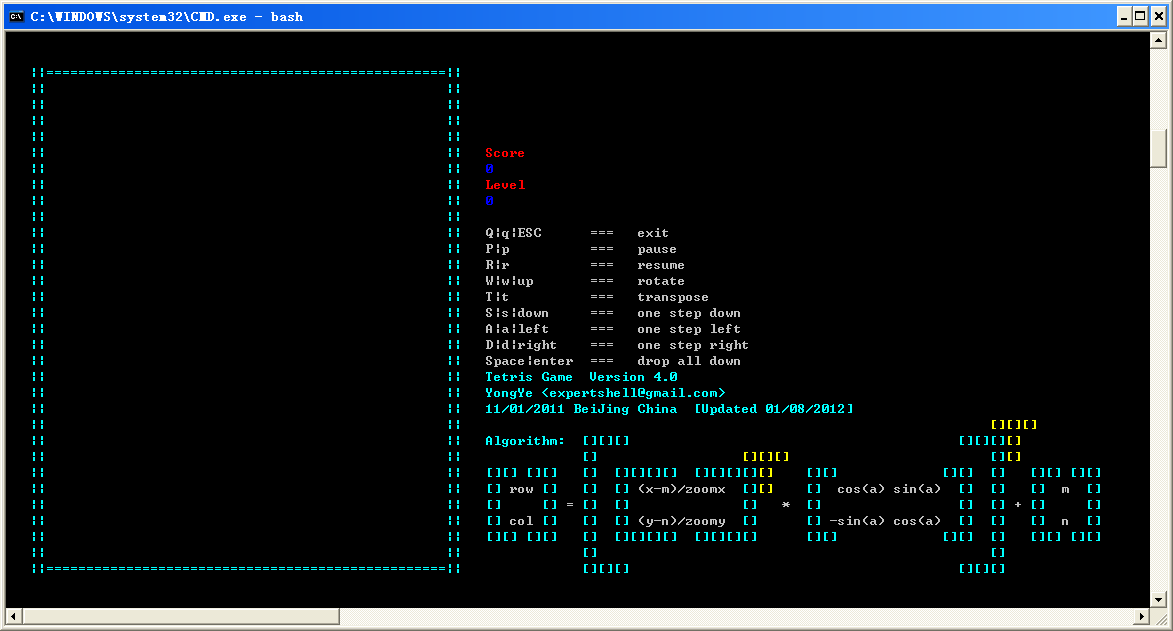 C:\WINDOWS\system32\CMD.exe - bash
¦¦==================================================¦¦
Score
0
Level
0
Q¦q¦ESC === exit
P¦p === pause
R¦r === resume
W¦w¦up === rotate
T¦t === transpose
S¦s¦down === one step down
A¦a¦left === one step left
D¦d¦right === one step right
Space¦enter === drop all down
Tetris Game Version 4.0
YongYe <expertshell@gmail.com>
11/01/2011 BeiJing China [Updated 01/08/2012]
[][][]
Algorithm: [][][] [][][][]
[] [][][] [][]
[][] [][] [] [][][][] [][][][][] [][] [][] [] [][] [][]
[] row [] [] [] (x-m)/zoomx [][] [] cos(a) sin(a) [] [] [] m []
[] [] = [] [] [] * [] [] [] + [] []
[] col [] [] [] (y-n)/zoomy [] [] -sin(a) cos(a) [] [] [] n []
[][] [][] [] [][][][] [][][][] [][] [][] [] [][] [][]
[] []
¦¦==================================================¦¦ [][][] [][][]